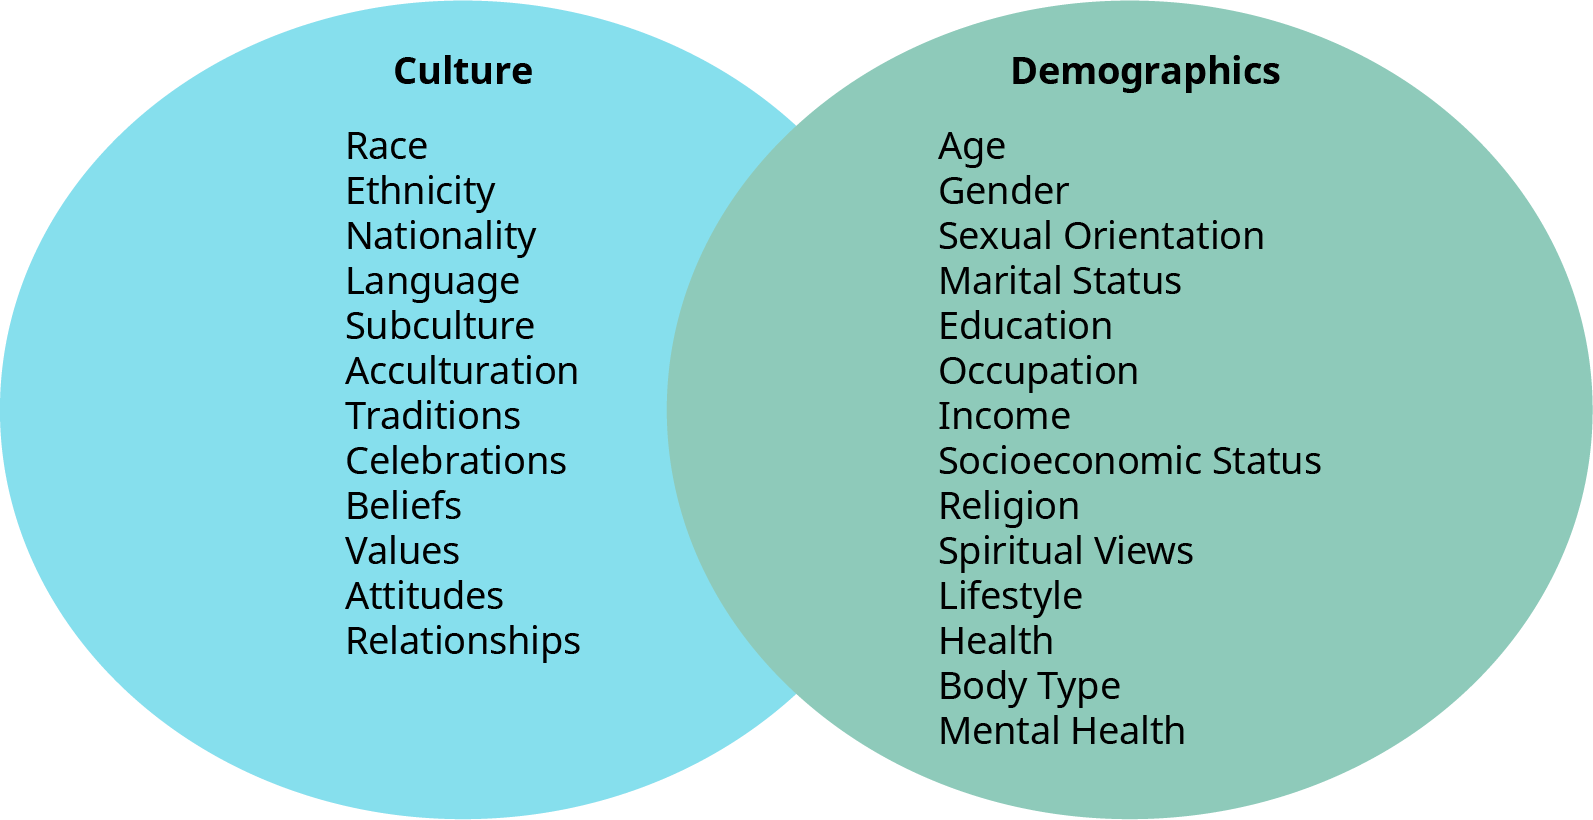 Culture
Race
Ethnicity
Nationality
Language
Subculture
Acculturation
Traditions
Celebrations
Beliefs
Values
Attitudes
Relationships
Demographics
Age
Gender
Sexual Orientation
Marital Status
Education
Occupation
Income
Socioeconomic Status
Religion
Spiritual Views
Lifestyle
Health
Body Type
Mental Health